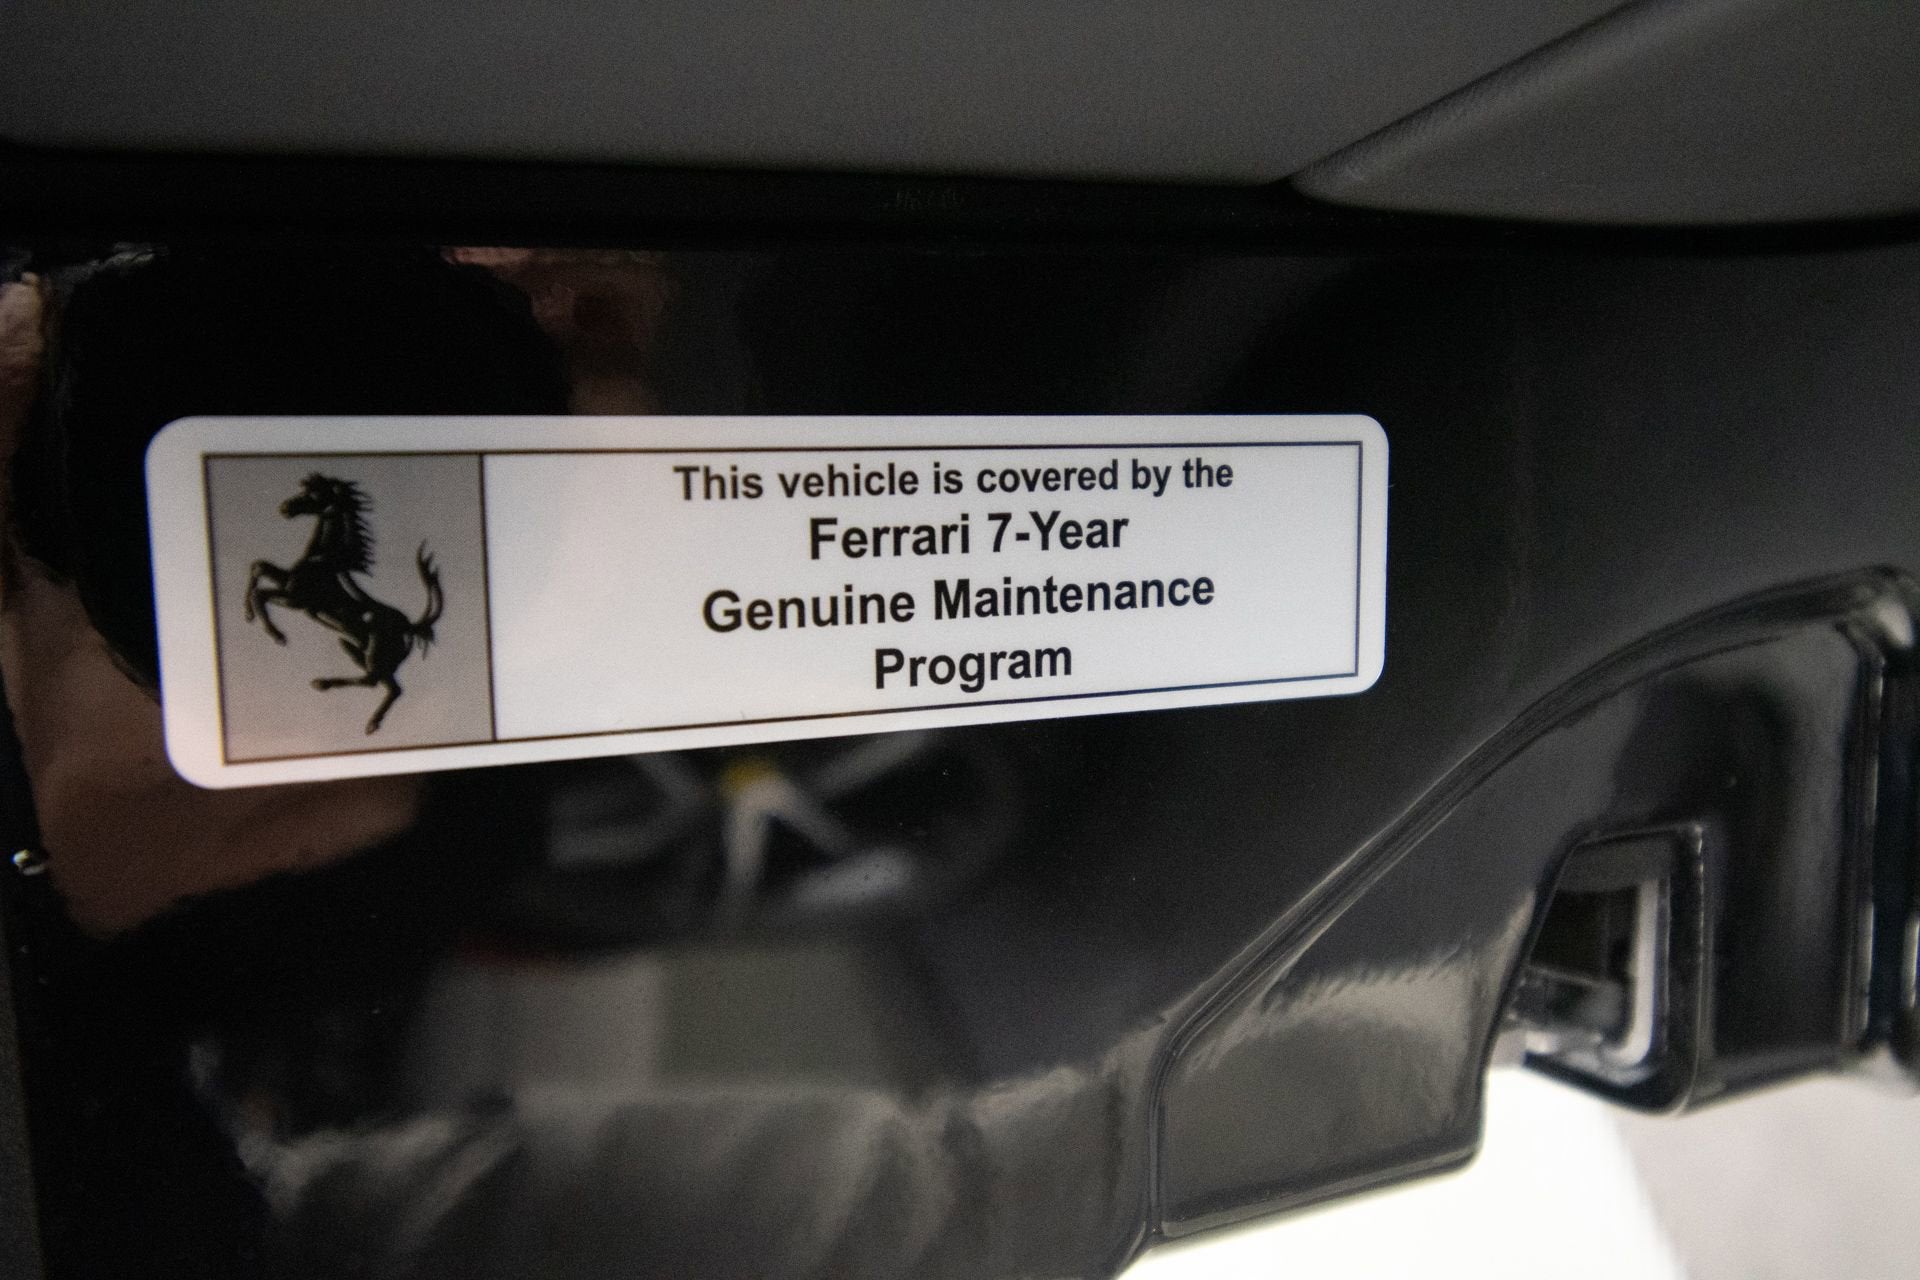 This vehicle is covered by the
Ferrari 7-Year
Genuine Maintenance
Program